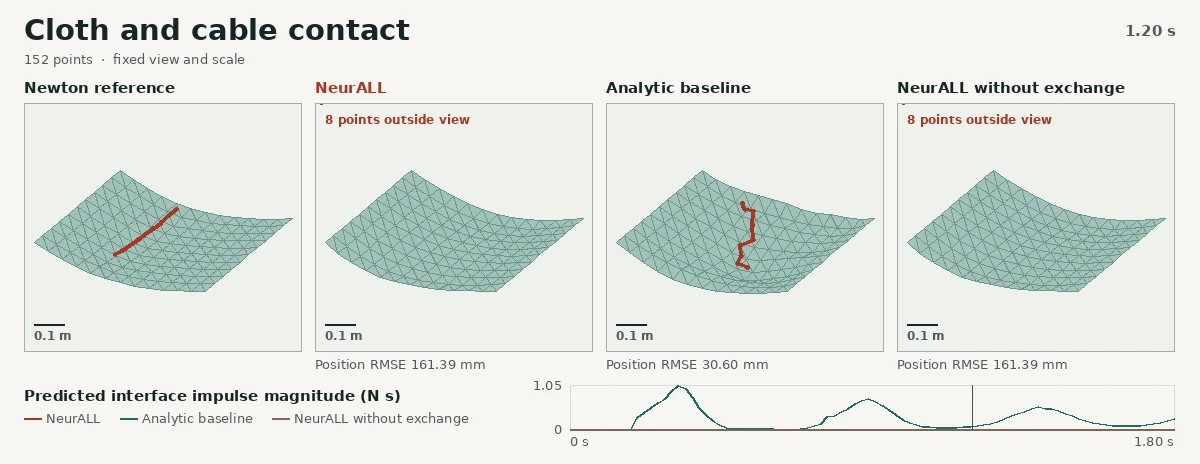 Cloth and cable contact
1.20 s
152 points · fixed view and scale
Newton reference
NeurALL
Analytic baseline
NeurALL without exchange
8 points outside view
8 points outside view
0.1 m
0.1 m
0.1 m
0.1 m
Position RMSE 161.39 mm
Position RMSE 30.60 mm
Position RMSE 161.39 mm
Predicted interface impulse magnitude (N s)
NeurALL
Analytic baseline
NeurALL without exchange
1.05
0
0 s
1.80 s